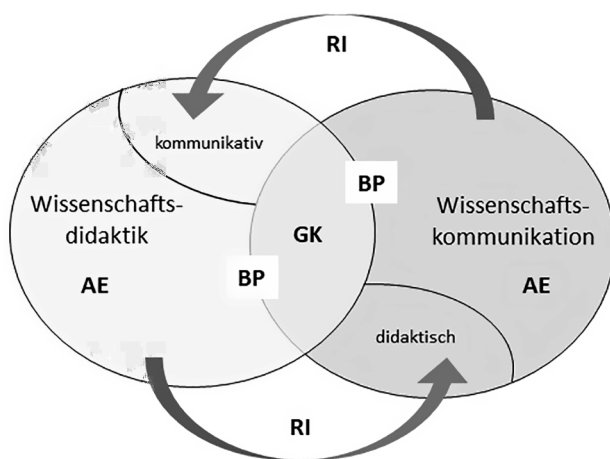 RI
kommunikativ
BP
Wissenschafts-
didaktik
GK
Wissenschafts-
kommunikation
BP
AE
AE
didaktisch
RI